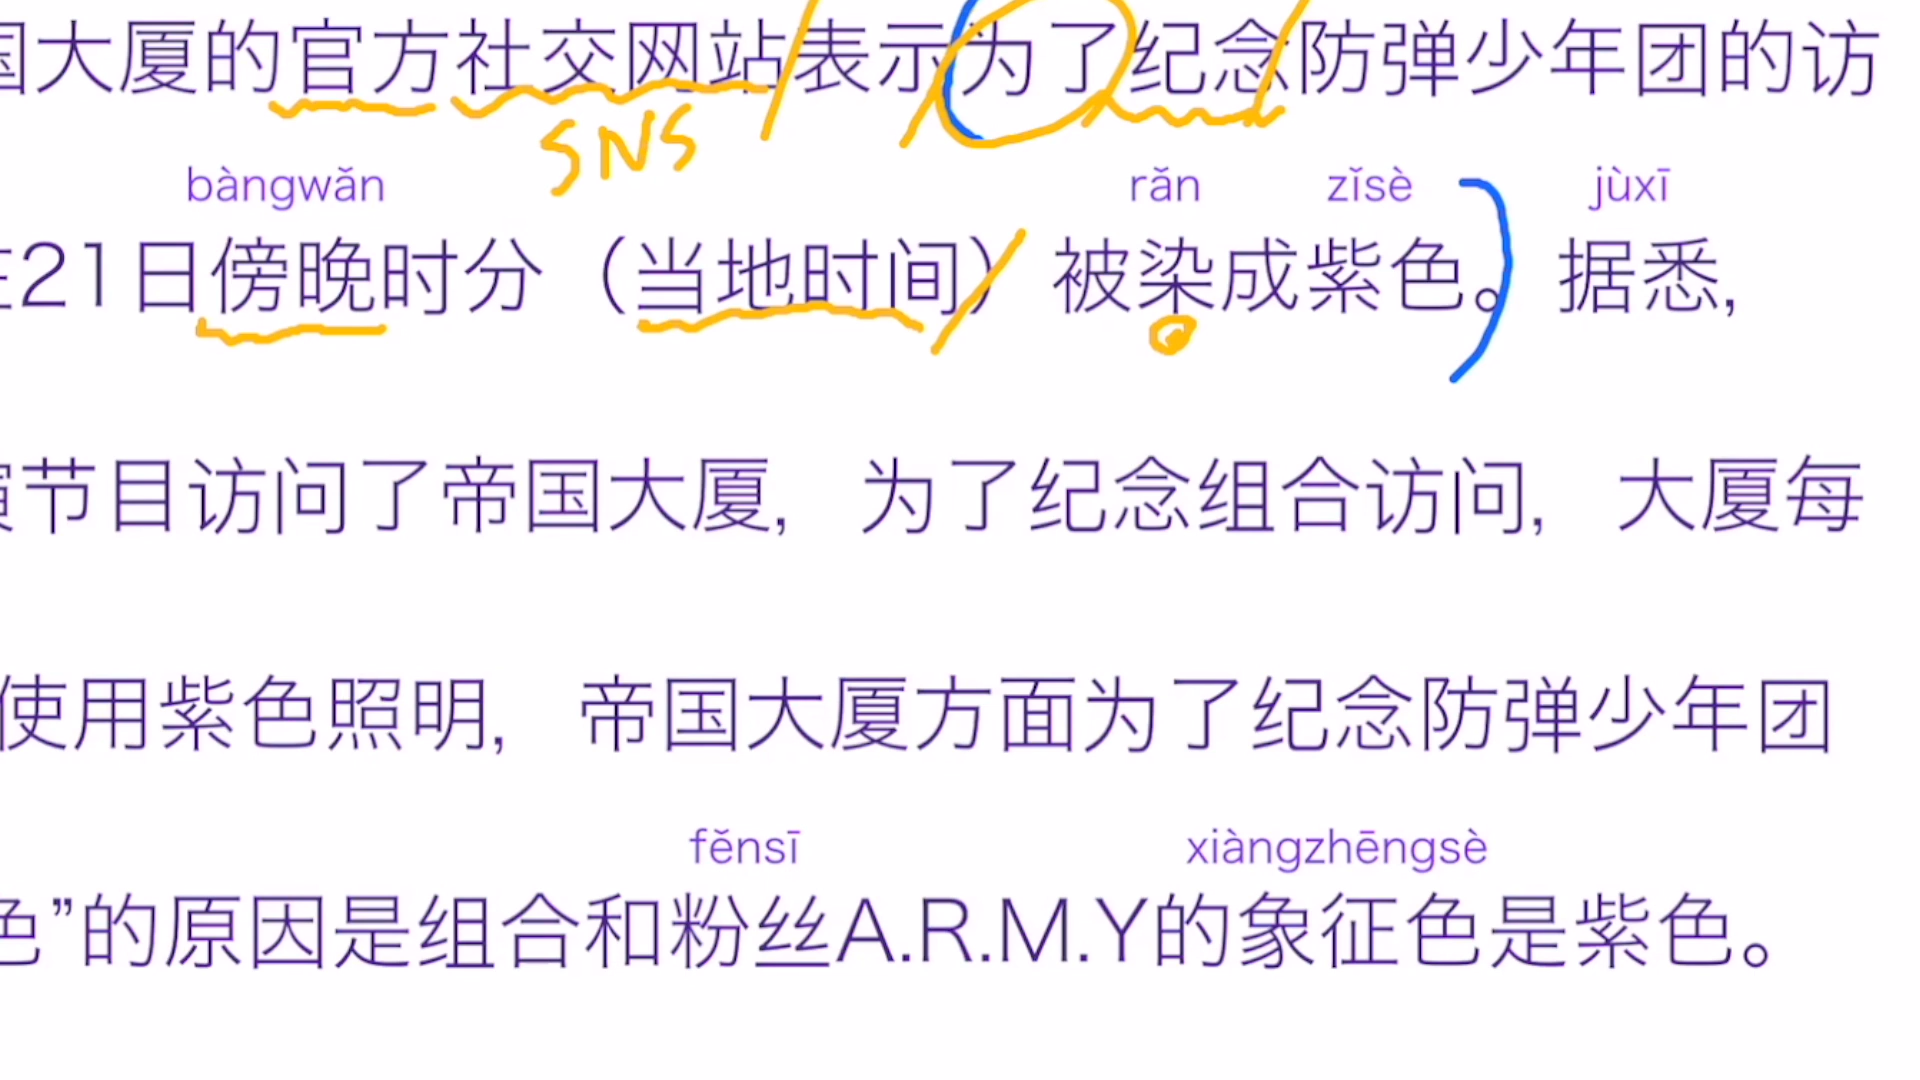 国大厦的官方社交网站表示为了纪念防弹少年团的访
SNS
bàngwǎn rǎn zǐsè jùxī
21日傍晚时分（当地时间）被染成紫色。据悉,
节目访问了帝国大厦, 为了纪念组合访问, 大厦每
使用紫色照明, 帝国大厦方面为了纪念防弹少年团
fěnsī xiàngzhēngsè
色”的原因是组合和粉丝A.R.M.Y的象征色是紫色。